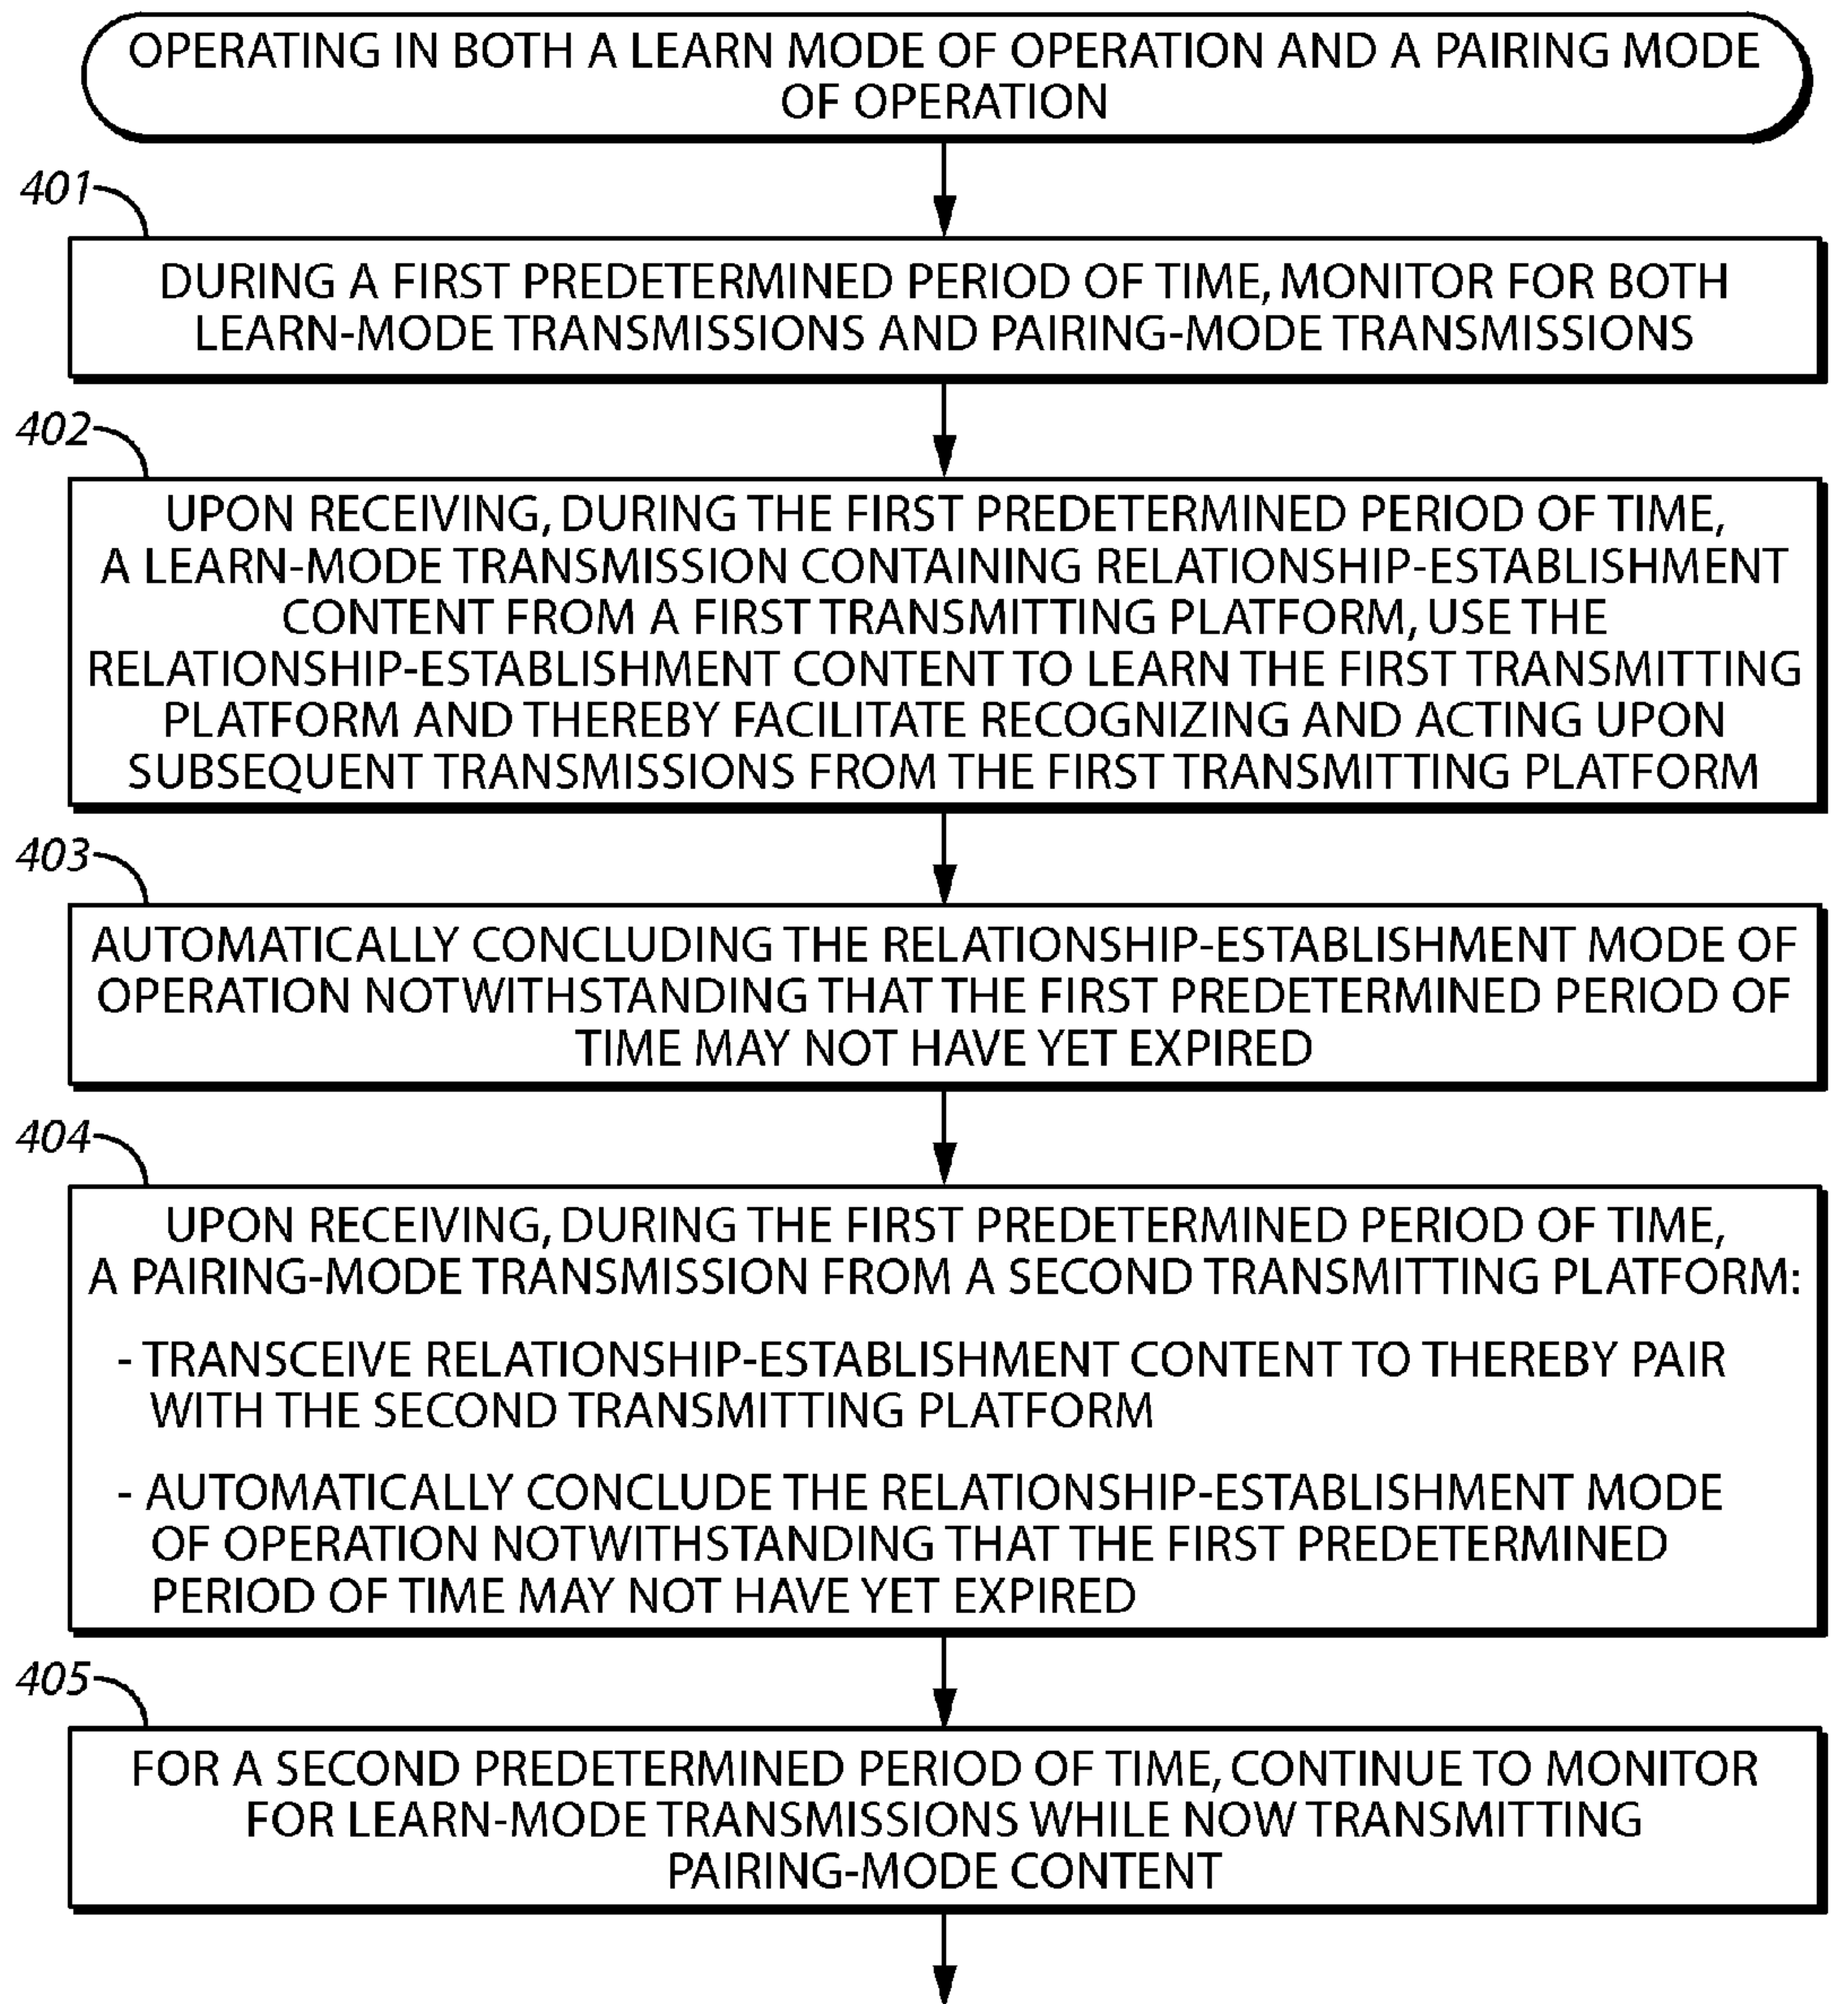 OPERATING IN BOTH A LEARN MODE OF OPERATION AND A PAIRING MODE
OF OPERATION
401
DURING A FIRST PREDETERMINED PERIOD OF TIME, MONITOR FOR BOTH
LEARN-MODE TRANSMISSIONS AND PAIRING-MODE TRANSMISSIONS
402
UPON RECEIVING, DURING THE FIRST PREDETERMINED PERIOD OF TIME,
A LEARN-MODE TRANSMISSION CONTAINING RELATIONSHIP-ESTABLISHMENT
CONTENT FROM A FIRST TRANSMITTING PLATFORM, USE THE
RELATIONSHIP-ESTABLISHMENT CONTENT TO LEARN THE FIRST TRANSMITTING
PLATFORM AND THEREBY FACILITATE RECOGNIZING AND ACTING UPON
SUBSEQUENT TRANSMISSIONS FROM THE FIRST TRANSMITTING PLATFORM
403
AUTOMATICALLY CONCLUDING THE RELATIONSHIP-ESTABLISHMENT MODE OF
OPERATION NOTWITHSTANDING THAT THE FIRST PREDETERMINED PERIOD OF
TIME MAY NOT HAVE YET EXPIRED
404
UPON RECEIVING, DURING THE FIRST PREDETERMINED PERIOD OF TIME,
A PAIRING-MODE TRANSMISSION FROM A SECOND TRANSMITTING PLATFORM:
- TRANSCEIVE RELATIONSHIP-ESTABLISHMENT CONTENT TO THEREBY PAIR
WITH THE SECOND TRANSMITTING PLATFORM
- AUTOMATICALLY CONCLUDE THE RELATIONSHIP-ESTABLISHMENT MODE
OF OPERATION NOTWITHSTANDING THAT THE FIRST PREDETERMINED
PERIOD OF TIME MAY NOT HAVE YET EXPIRED
405
FOR A SECOND PREDETERMINED PERIOD OF TIME, CONTINUE TO MONITOR
FOR LEARN-MODE TRANSMISSIONS WHILE NOW TRANSMITTING
PAIRING-MODE CONTENT